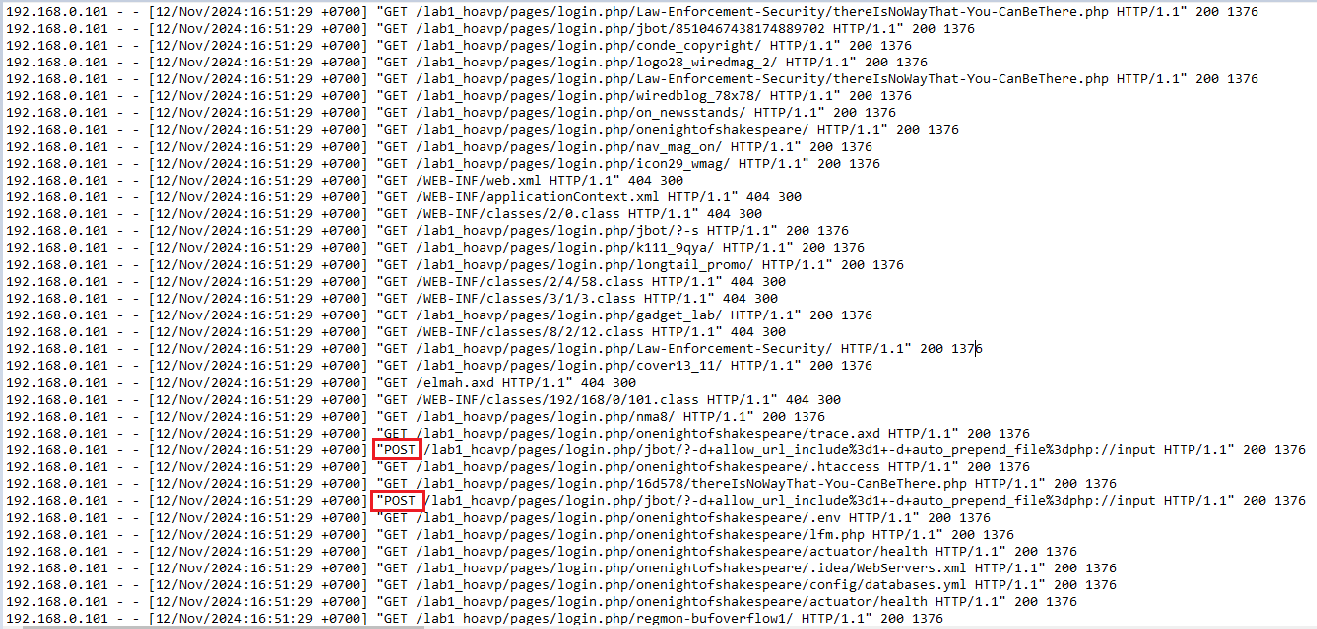 192.168.0.101 - - [12/Nov/2024:16:51:29 +0700] "GET /lab1_hoavp/pages/login.php/Law-Enforcement-Security/thereIsNoWayThat-You-CanBeThere.php HTTP/1.1" 200 1376
192.168.0.101 - - [12/Nov/2024:16:51:29 +0700] "GET /lab1_hoavp/pages/login.php/jbot/8510467438174889702 HTTP/1.1" 200 1376
192.168.0.101 - - [12/Nov/2024:16:51:29 +0700] "GET /lab1_hoavp/pages/login.php/conde_copyright/ HTTP/1.1" 200 1376
192.168.0.101 - - [12/Nov/2024:16:51:29 +0700] "GET /lab1_hoavp/pages/login.php/logo28_wiredmag_2/ HTTP/1.1" 200 1376
192.168.0.101 - - [12/Nov/2024:16:51:29 +0700] "GET /lab1_hoavp/pages/login.php/Law-Enforcement-Security/thereIsNoWayThat-You-CanBeThere.php HTTP/1.1" 200 1376
192.168.0.101 - - [12/Nov/2024:16:51:29 +0700] "GET /lab1_hoavp/pages/login.php/wiredblog_78x78/ HTTP/1.1" 200 1376
192.168.0.101 - - [12/Nov/2024:16:51:29 +0700] "GET /lab1_hoavp/pages/login.php/on_newsstands/ HTTP/1.1" 200 1376
192.168.0.101 - - [12/Nov/2024:16:51:29 +0700] "GET /lab1_hoavp/pages/login.php/onenightofshakespeare/ HTTP/1.1" 200 1376
192.168.0.101 - - [12/Nov/2024:16:51:29 +0700] "GET /lab1_hoavp/pages/login.php/nav_mag_on/ HTTP/1.1" 200 1376
192.168.0.101 - - [12/Nov/2024:16:51:29 +0700] "GET /lab1_hoavp/pages/login.php/icon29_wmag/ HTTP/1.1" 200 1376
192.168.0.101 - - [12/Nov/2024:16:51:29 +0700] "GET /WEB-INF/web.xml HTTP/1.1" 404 300
192.168.0.101 - - [12/Nov/2024:16:51:29 +0700] "GET /WEB-INF/applicationContext.xml HTTP/1.1" 404 300
192.168.0.101 - - [12/Nov/2024:16:51:29 +0700] "GET /WEB-INF/classes/2/0.class HTTP/1.1" 404 300
192.168.0.101 - - [12/Nov/2024:16:51:29 +0700] "GET /lab1_hoavp/pages/login.php/jbot/?-s HTTP/1.1" 200 1376
192.168.0.101 - - [12/Nov/2024:16:51:29 +0700] "GET /lab1_hoavp/pages/login.php/k111_9qya/ HTTP/1.1" 200 1376
192.168.0.101 - - [12/Nov/2024:16:51:29 +0700] "GET /lab1_hoavp/pages/login.php/longtail_promo/ HTTP/1.1" 200 1376
192.168.0.101 - - [12/Nov/2024:16:51:29 +0700] "GET /WEB-INF/classes/2/4/58.class HTTP/1.1" 404 300
192.168.0.101 - - [12/Nov/2024:16:51:29 +0700] "GET /WEB-INF/classes/3/1/3.class HTTP/1.1" 404 300
192.168.0.101 - - [12/Nov/2024:16:51:29 +0700] "GET /lab1_hoavp/pages/login.php/gadget_lab/ HTTP/1.1" 200 1376
192.168.0.101 - - [12/Nov/2024:16:51:29 +0700] "GET /WEB-INF/classes/8/2/12.class HTTP/1.1" 404 300
192.168.0.101 - - [12/Nov/2024:16:51:29 +0700] "GET /lab1_hoavp/pages/login.php/Law-Enforcement-Security/ HTTP/1.1" 200 1376
192.168.0.101 - - [12/Nov/2024:16:51:29 +0700] "GET /lab1_hoavp/pages/login.php/cover13_11/ HTTP/1.1" 200 1376
192.168.0.101 - - [12/Nov/2024:16:51:29 +0700] "GET /elmah.axd HTTP/1.1" 404 300
192.168.0.101 - - [12/Nov/2024:16:51:29 +0700] "GET /WEB-INF/classes/192/168/0/101.class HTTP/1.1" 404 300
192.168.0.101 - - [12/Nov/2024:16:51:29 +0700] "GET /lab1_hoavp/pages/login.php/nma8/ HTTP/1.1" 200 1376
192.168.0.101 - - [12/Nov/2024:16:51:29 +0700] "GET /lab1_hoavp/pages/login.php/onenightofshakespeare/trace.axd HTTP/1.1" 200 1376
192.168.0.101 - - [12/Nov/2024:16:51:29 +0700] "POST /lab1_hoavp/pages/login.php/jbot/?-d+allow_url_include%3d1+-d+auto_prepend_file%3dphp://input HTTP/1.1" 200 1376
192.168.0.101 - - [12/Nov/2024:16:51:29 +0700] "GET /lab1_hoavp/pages/login.php/onenightofshakespeare/.htaccess HTTP/1.1" 200 1376
192.168.0.101 - - [12/Nov/2024:16:51:29 +0700] "GET /lab1_hoavp/pages/login.php/16d578/thereIsNoWayThat-You-CanBeThere.php HTTP/1.1" 200 1376
192.168.0.101 - - [12/Nov/2024:16:51:29 +0700] "POST /lab1_hoavp/pages/login.php/jbot/?-d+allow_url_include%3d1+-d+auto_prepend_file%3dphp://input HTTP/1.1" 200 1376
192.168.0.101 - - [12/Nov/2024:16:51:29 +0700] "GET /lab1_hoavp/pages/login.php/onenightofshakespeare/.env HTTP/1.1" 200 1376
192.168.0.101 - - [12/Nov/2024:16:51:29 +0700] "GET /lab1_hoavp/pages/login.php/onenightofshakespeare/lfm.php HTTP/1.1" 200 1376
192.168.0.101 - - [12/Nov/2024:16:51:29 +0700] "GET /lab1_hoavp/pages/login.php/onenightofshakespeare/actuator/health HTTP/1.1" 200 1376
192.168.0.101 - - [12/Nov/2024:16:51:29 +0700] "GET /lab1_hoavp/pages/login.php/onenightofshakespeare/.idea/WebServers.xml HTTP/1.1" 200 1376
192.168.0.101 - - [12/Nov/2024:16:51:29 +0700] "GET /lab1_hoavp/pages/login.php/onenightofshakespeare/config/databases.yml HTTP/1.1" 200 1376
192.168.0.101 - - [12/Nov/2024:16:51:29 +0700] "GET /lab1_hoavp/pages/login.php/onenightofshakespeare/actuator/health HTTP/1.1" 200 1376
192.168.0.101 - - [12/Nov/2024:16:51:29 +0700] "GET /lab1_hoavp/pages/login.php/regmon-bufoverflow1/ HTTP/1.1" 200 1376